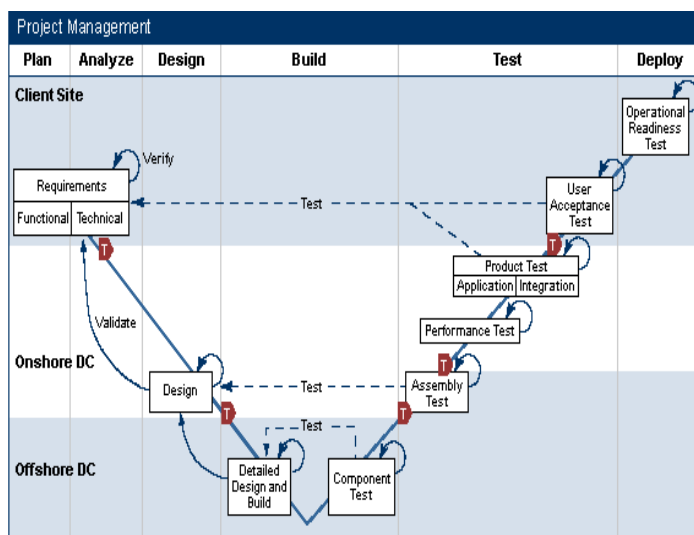 Project Management
Plan Analyze Design Build Test Deploy
Client Site
Operational
Readiness
Test
Verify
Requirements
Functional Technical
Test
User
Acceptance
Test
T
T
Product Test
Application Integration
Validate
Performance Test
Onshore DC
T
Design
Test
Assembly
Test
T
T
Test
Offshore DC
Detailed
Design and
Build
Component
Test